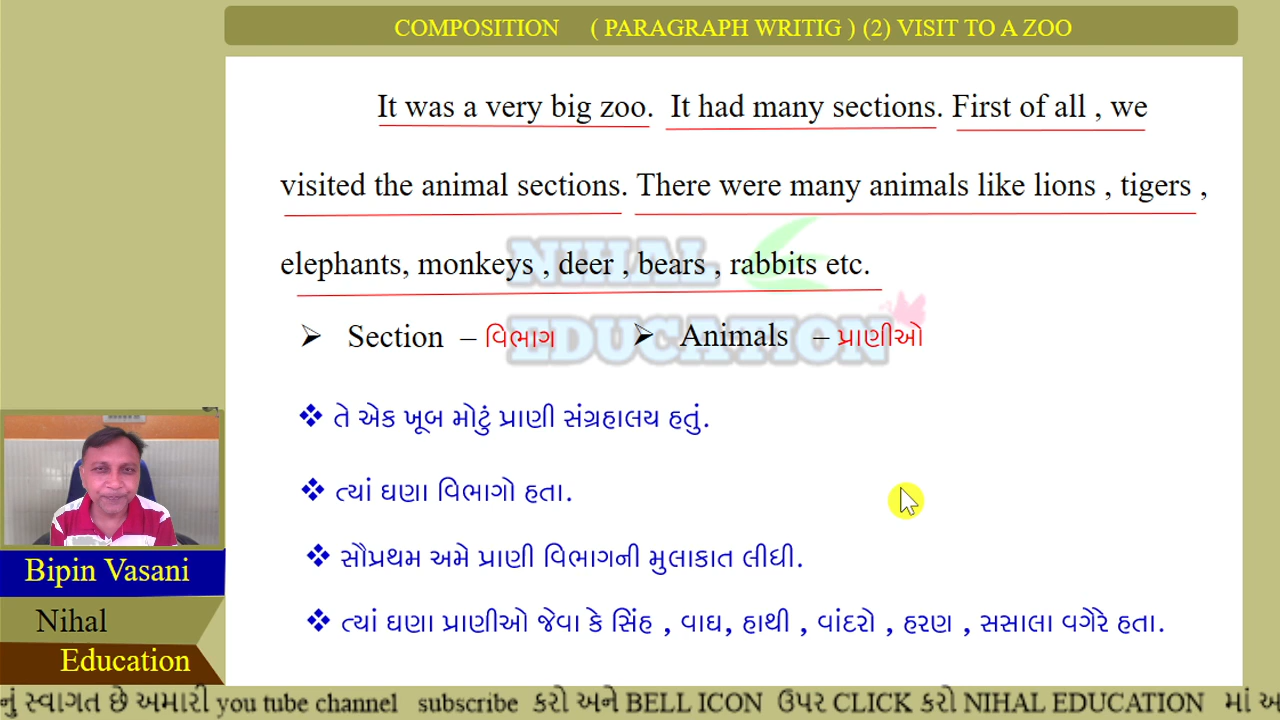 COMPOSITION ( PARAGRAPH WRITIG ) (2) VISIT TO A ZOO
It was a very big zoo. It had many sections. First of all , we
visited the animal sections. There were many animals like lions , tigers ,
elephants, monkeys , deer , bears , rabbits etc.
NIHAL
EDUCATION
➢ Section – વિભાગ ➢ Animals – પ્રાણીઓ
❖ તે એક ખૂબ મોટું પ્રાણી સંગ્રહાલય હતું.
❖ ત્યાં ઘણા વિભાગો હતા.
❖ સૌપ્રથમ અમે પ્રાણી વિભાગની મુલાકાત લીધી.
❖ ત્યાં ઘણા પ્રાણીઓ જેવા કે સિંહ , વાઘ, હાથી , વાંદરો , હરણ , સસાલા વગેરે હતા.
Bipin Vasani
Nihal
Education
નું સ્વાગત છે અમારી you tube channel subscribe કરો અને BELL ICON ઉપર CLICK કરો NIHAL EDUCATION માં